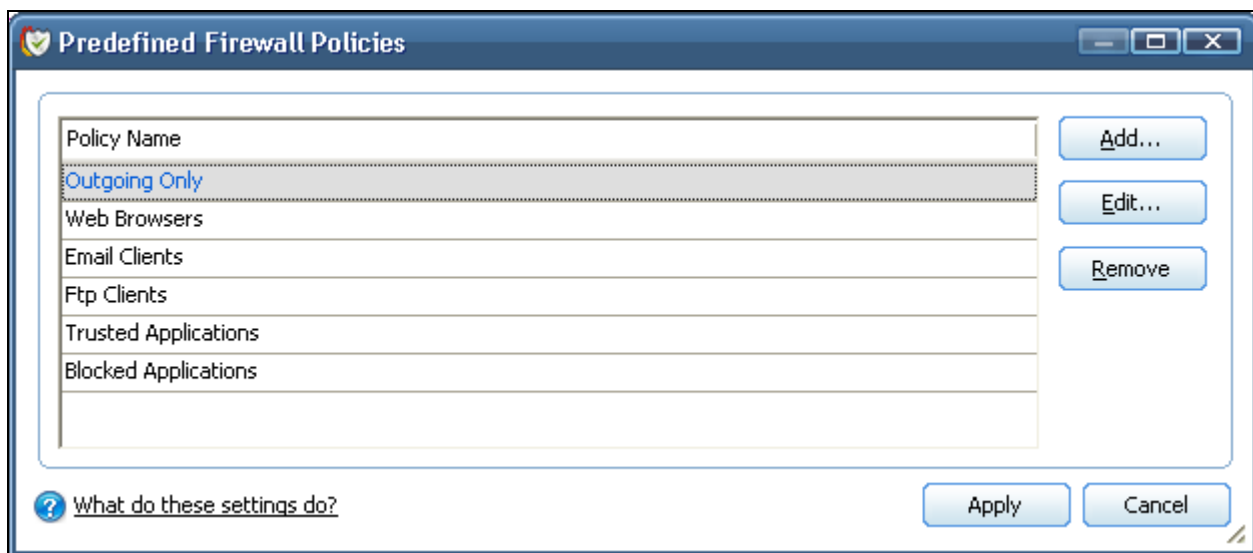 Predefined Firewall Policies
Policy Name
Outgoing Only
Web Browsers
Email Clients
Ftp Clients
Trusted Applications
Blocked Applications
Add...
Edit...
Remove
What do these settings do?
Apply
Cancel